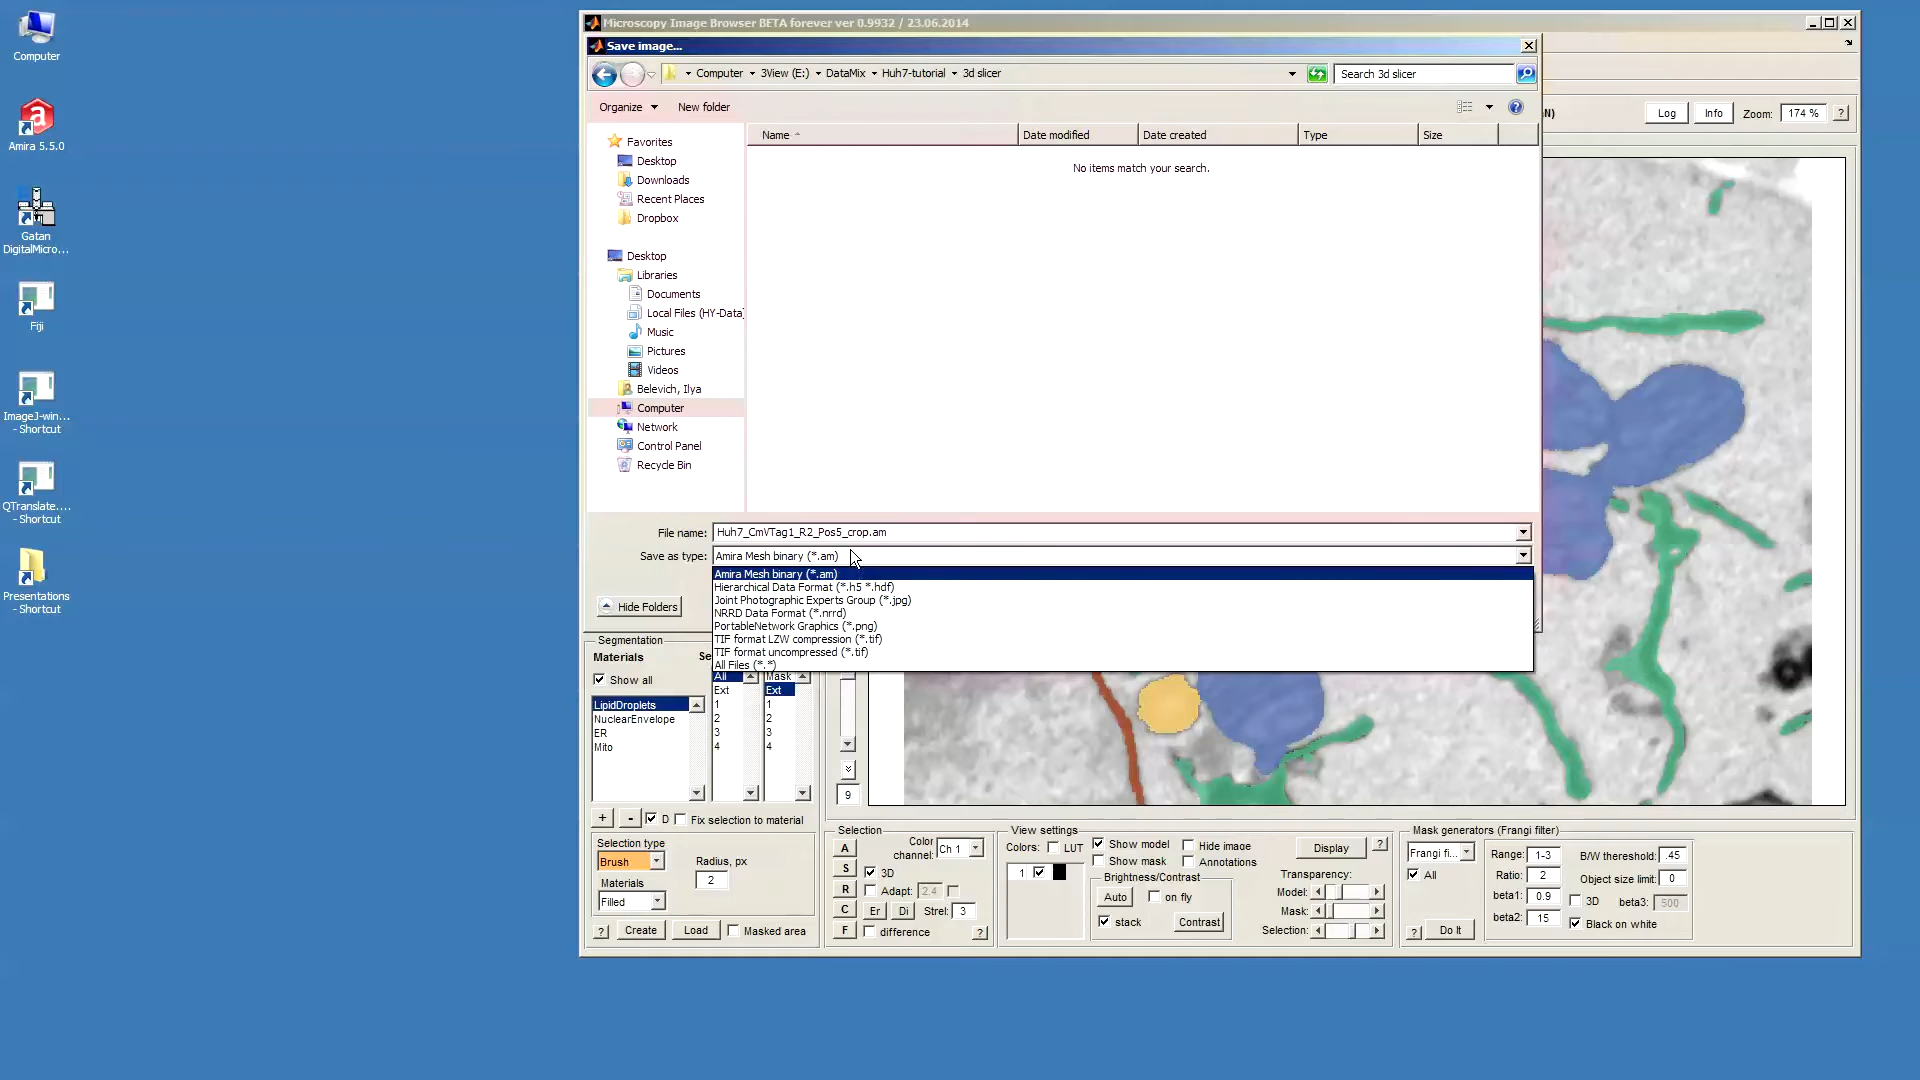 Computer
Amira 5.5.0
Gatan
DigitalMicro...
Fiji
ImageJ-win...
- Shortcut
QTranslate....
- Shortcut
Presentations
- Shortcut
Microscopy Image Browser BETA forever ver 0.9932 / 23.06.2014
Save image...
Computer 3View (E:) DataMix Huh7-tutorial 3d slicer
Search 3d slicer
Organize New folder
Log Info Zoom: 174 % ?
Name Date modified Date created Type Size
No items match your search.
Favorites
Desktop
Downloads
Recent Places
Dropbox
Desktop
Libraries
Documents
Local Files (HY-Data)
Music
Pictures
Videos
Belevich, Ilya
Computer
Network
Control Panel
Recycle Bin
File name: Huh7_CmVTag1_R2_Pos5_crop.am
Save as type: Amira Mesh binary (*.am)
Amira Mesh binary (*.am)
Hierarchical Data Format (*.h5 *.hdf)
Joint Photographic Experts Group (*.jpg)
NRRD Data Format (*.nrrd)
PortableNetwork Graphics (*.png)
TIF format LZW compression (*.tif)
TIF format uncompressed (*.tif)
All Files (*.*)
Hide Folders
Segmentation
Materials
Show all
LipidDroplets
NuclearEnvelope
ER
Mito
All
Ext
1
2
3
4
Mask
Ext
1
2
3
4
9
+ - D Fix selection to material
Selection type
Brush
Radius, px
2
Materials
Filled
? Create Load Masked area
Selection
A
S
R
C
F
Color
channel: Ch 1
3D
Adapt: 2.4
Er Di Strel: 3
difference ?
View settings
Colors: LUT
1
Show model Hide image
Show mask Annotations
Display ?
Brightness/Contrast
Auto on fly
stack Contrast
Transparency:
Model:
Mask:
Selection:
Mask generators (Frangi filter)
Frangi fi...
All
? Do It
Range: 1-3 B/W thereshold: .45
Ratio: 2 Object size limit: 0
beta1: 0.9 3D beta3: 500
beta2: 15 Black on white